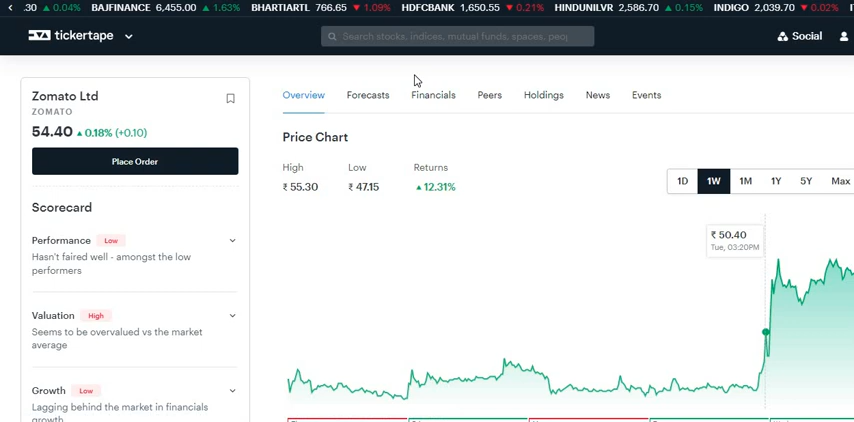 .30 ▲ 0.04% BAJFINANCE 6,455.00 ▲ 1.63% BHARTIARTL 766.65 ▼ 1.09% HDFCBANK 1,650.55 ▼ 0.21% HINDUNILVR 2,586.70 ▲ 0.15% INDIGO 2,039.70 ▼ 0.02%
tickertape
Search stocks, indices, mutual funds, spaces, peop
Social
Zomato Ltd
ZOMATO
54.40 ▲ 0.18% (+0.10)
Place Order
Scorecard
Performance Low
Hasn't faired well - amongst the low
performers
Valuation High
Seems to be overvalued vs the market
average
Growth Low
Lagging behind the market in financials
growth
Overview Forecasts Financials Peers Holdings News Events
Price Chart
High Low Returns
₹ 55.30 ₹ 47.15 ▲ 12.31%
1D 1W 1M 1Y 5Y Max
₹ 50.40
Tue, 03:20PM